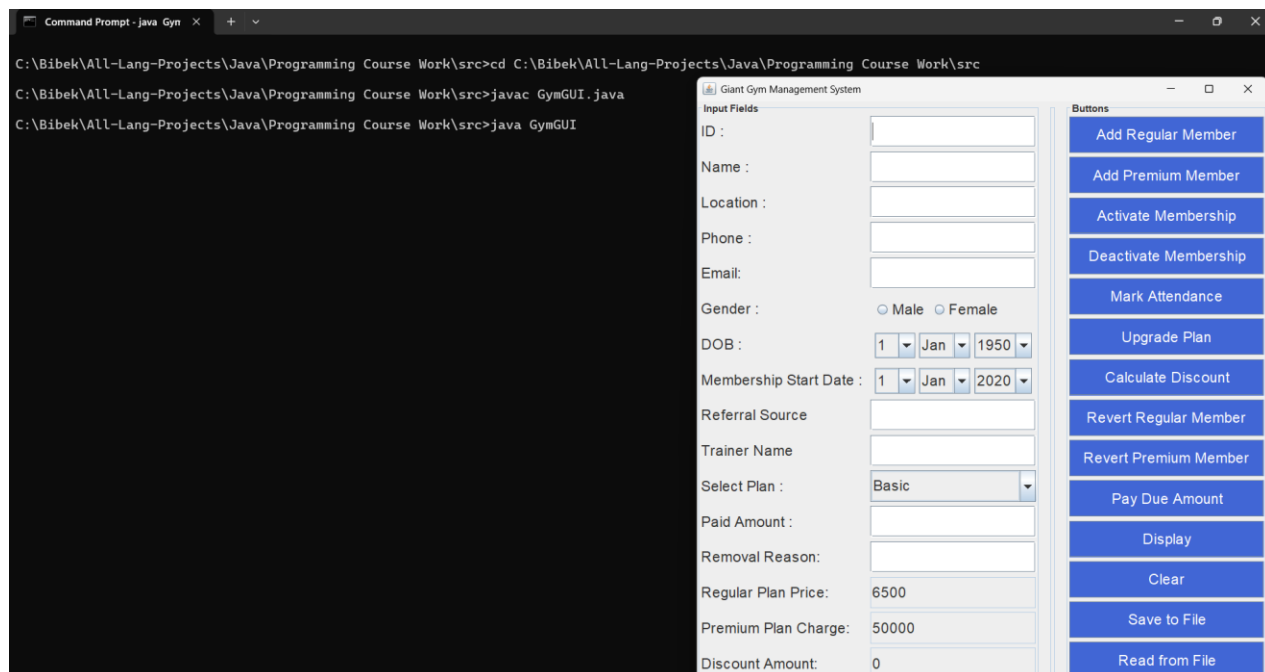 Command Prompt - java Gym
C:\Bibek\All-Lang-Projects\Java\Programming Course Work\src>cd C:\Bibek\All-Lang-Projects\Java\Programming Course Work\src
C:\Bibek\All-Lang-Projects\Java\Programming Course Work\src>javac GymGUI.java
C:\Bibek\All-Lang-Projects\Java\Programming Course Work\src>java GymGUI
Giant Gym Management System
Input Fields
ID :
Name :
Location :
Phone :
Email:
Gender : Male Female
DOB : 1 Jan 1950
Membership Start Date : 1 Jan 2020
Referral Source
Trainer Name
Select Plan : Basic
Paid Amount :
Removal Reason:
Regular Plan Price: 6500
Premium Plan Charge: 50000
Discount Amount: 0
Buttons
Add Regular Member
Add Premium Member
Activate Membership
Deactivate Membership
Mark Attendance
Upgrade Plan
Calculate Discount
Revert Regular Member
Revert Premium Member
Pay Due Amount
Display
Clear
Save to File
Read from File